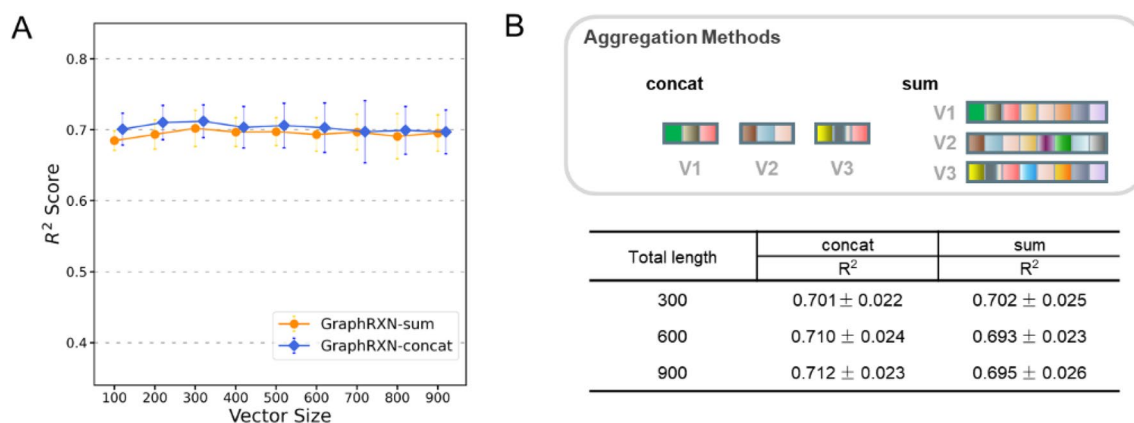 A
0.8
0.7
0.6
0.5
0.4
R² Score
GraphRXN-sum
GraphRXN-concat
100 200 300 400 500 600 700 800 900
Vector Size
B
Aggregation Methods
concat
sum
V1
V2
V3
V1
V2
V3
Total length concat sum
R² R²
300 0.701 ± 0.022 0.702 ± 0.025
600 0.710 ± 0.024 0.693 ± 0.023
900 0.712 ± 0.023 0.695 ± 0.026